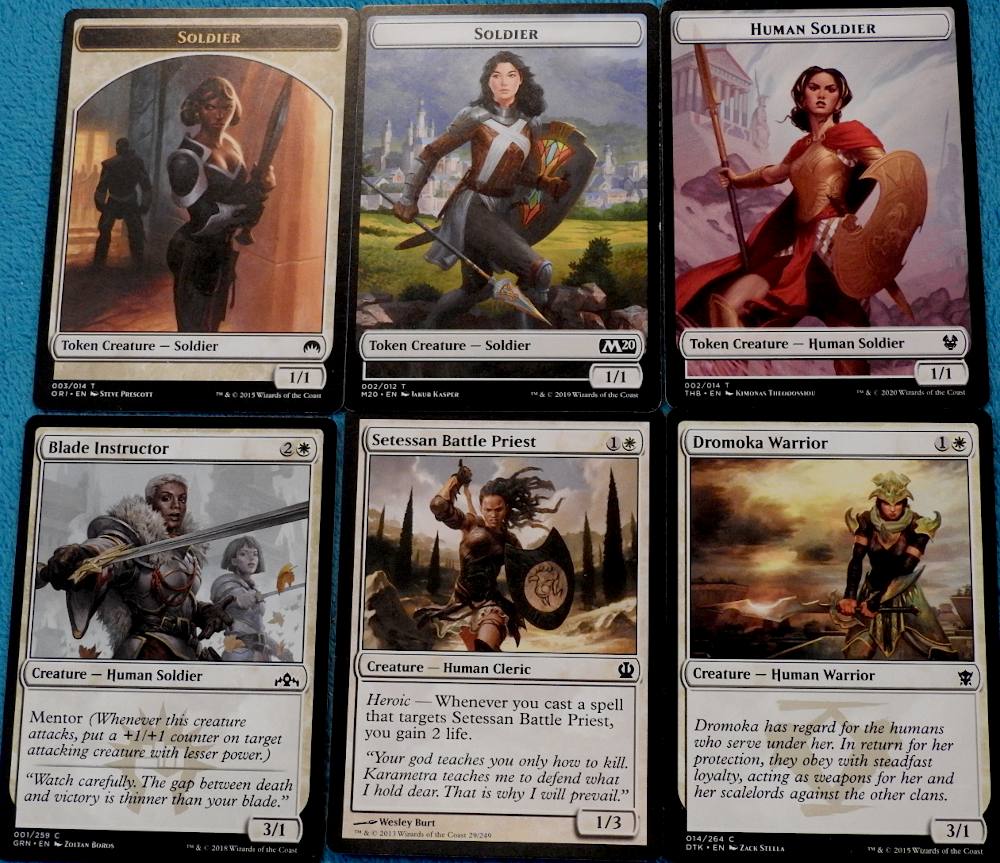 SOLDIER
Token Creature — Soldier
1/1
003/014 T
ORI • EN Steve Prescott
™ & © 2015 Wizards of the Coast
SOLDIER
Token Creature — Soldier
M20
1/1
002/012 T
M20 • EN Jakub Kasper
™ & © 2019 Wizards of the Coast
HUMAN SOLDIER
Token Creature — Human Soldier
1/1
002/014 T
THB • EN Kimonas Theodossiou
™ & © 2020 Wizards of the Coast
Blade Instructor 2
Creature — Human Soldier
Mentor (Whenever this creature
attacks, put a +1/+1 counter on target
attacking creature with lesser power.)
“Watch carefully. The gap between death
and victory is thinner than your blade.”
3/1
001/259 C
GRN • EN Zoltan Boros
™ & © 2018 Wizards of the Coast
Setessan Battle Priest 1
Creature — Human Cleric
Heroic — Whenever you cast a spell
that targets Setessan Battle Priest,
you gain 2 life.
“Your god teaches you only how to kill.
Karametra teaches me to defend what
I hold dear. That is why I will prevail.”
Wesley Burt
™ & © 2013 Wizards of the Coast 29/249
1/3
Dromoka Warrior 1
Creature — Human Warrior
Dromoka has regard for the humans
who serve under her. In return for her
protection, they obey with steadfast
loyalty, acting as weapons for her and
her scalelords against the other clans.
3/1
014/264 C
DTK • EN Zack Stella
™ & © 2015 Wizards of the Coast